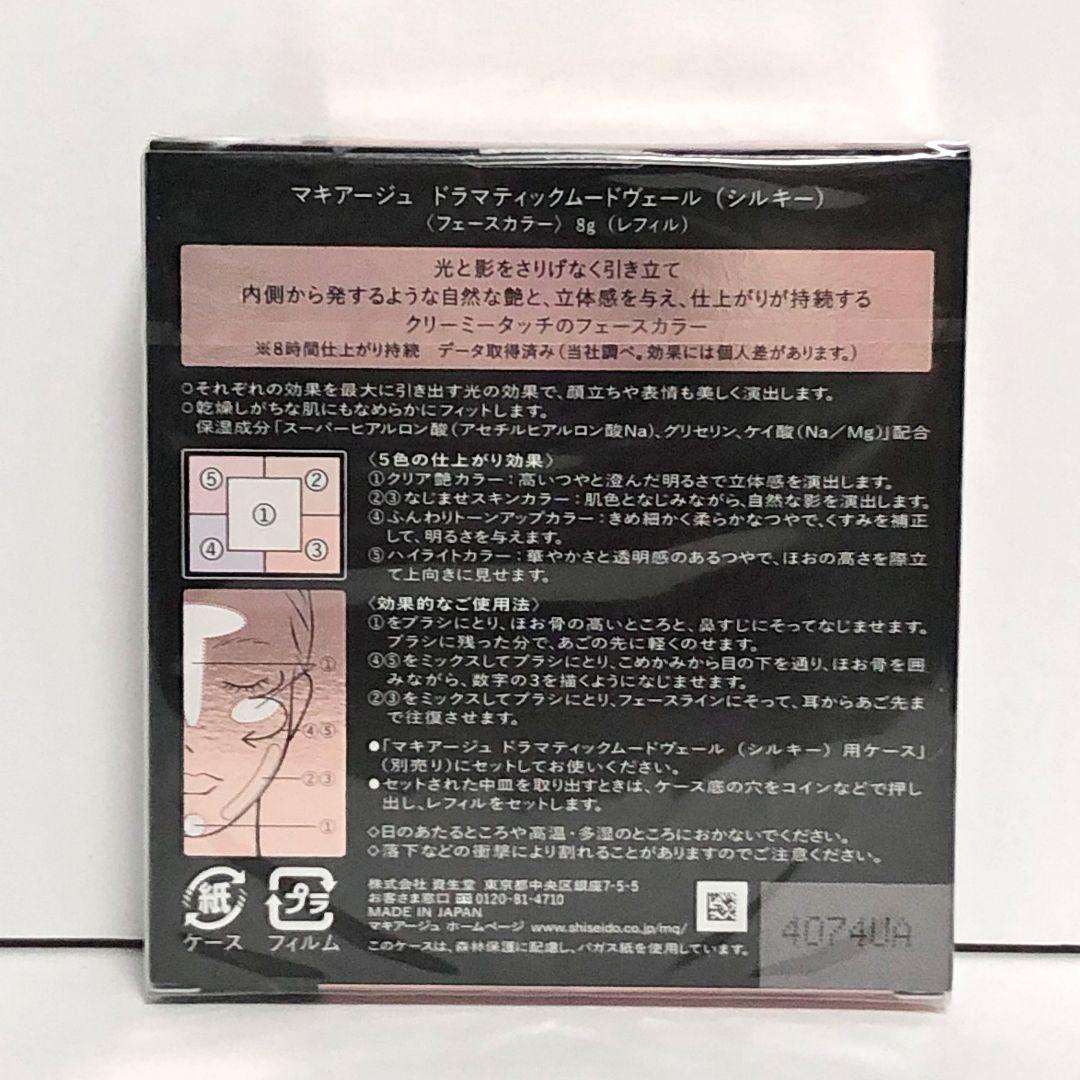 マキアージュ ドラマティックムードヴェール (シルキー)
〈フェースカラー〉 8g (レフィル)
光と影をさりげなく引き立て
内側から発するような自然な艶と、立体感を与え、仕上がりが持続する
クリーミータッチのフェースカラー
※8時間仕上がり持続 データ取得済み(当社調べ。効果には個人差があります。)
○それぞれの効果を最大に引き出す光の効果で、顔立ちや表情も美しく演出します。
○乾燥しがちな肌にもなめらかにフィットします。
保湿成分「スーパーヒアルロン酸(アセチルヒアルロン酸Na)、グリセリン、ケイ酸(Na/Mg)」配合
⑤
②
①
④
③
〈5色の仕上がり効果〉
①クリア艶カラー:高いつやと澄んだ明るさで立体感を演出します。
②③なじませスキンカラー:肌色となじみながら、自然な影を演出します。
④ふんわりトーンアップカラー:きめ細かく柔らかなつやで、くすみを補正
して、明るさを与えます。
⑤ハイライトカラー:華やかさと透明感のあるつやで、ほおの高さを際立
て上向きに見せます。
〈効果的なご使用法〉
①をブラシにとり、ほお骨の高いところと、鼻すじにそってなじませます。
ブラシに残った分で、あごの先に軽くのせます。
④⑤をミックスしてブラシにとり、こめかみから目の下を通り、ほお骨を囲
みながら、数字の3を描くようになじませます。
②③をミックスしてブラシにとり、フェースラインにそって、耳からあご先ま
で往復させます。
①
④⑤
②③
①
●「マキアージュ ドラマティックムードヴェール (シルキー) 用ケース」
(別売り)にセットしてお使いください。
●セットされた中皿を取り出すときは、ケース底の穴をコインなどで押し
出し、レフィルをセットします。
◇日のあたるところや高温・多湿のところにおかないでください。
◇落下などの衝撃により割れることがありますのでご注意ください。
紙
ケース
プラ
フィルム
株式会社 資生堂 東京都中央区銀座7-5-5
お客さま窓口 0120-81-4710
MADE IN JAPAN
マキアージュ ホームページ www.shiseido.co.jp/mq/
このケースは、森林保護に配慮し、バガス紙を使用しています。
4074UA